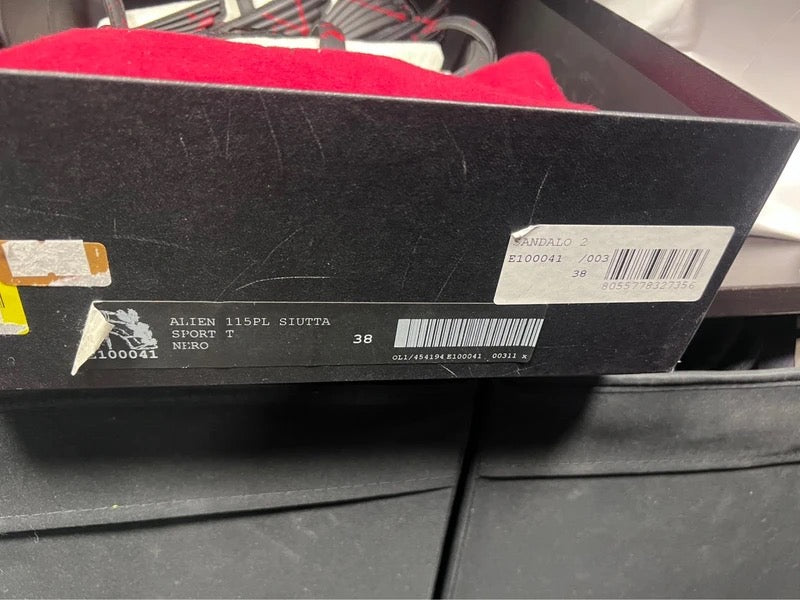 SANDALO 2
E100041 /003
38
8055778327356
ALIEN 115PL SIUTTA
SPORT T
NERO
38
E100041
OL1/454194 E100041 00311 x